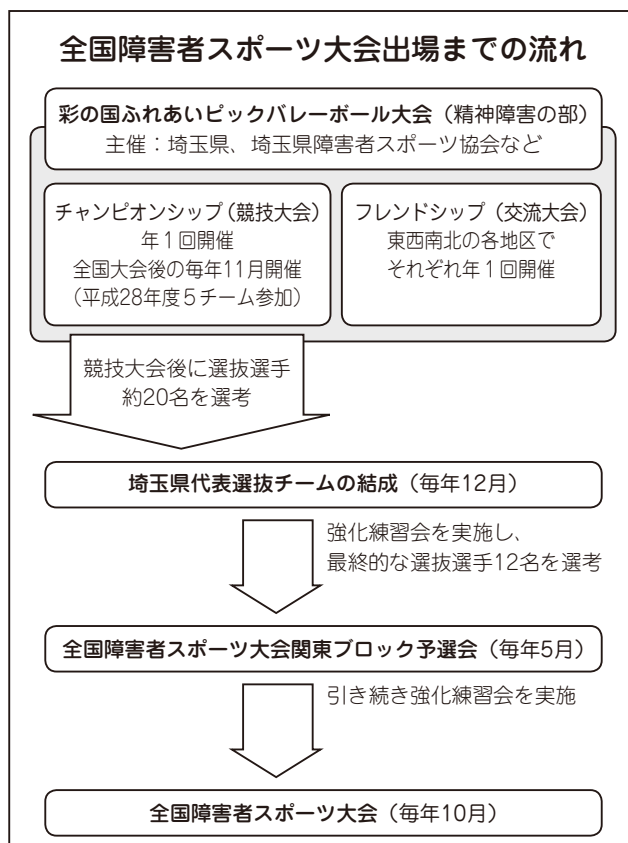 全国障害者スポーツ大会出場までの流れ
彩の国ふれあいピックバレーボール大会（精神障害の部）
主催：埼玉県、埼玉県障害者スポーツ協会など
チャンピオンシップ（競技大会）
年１回開催
全国大会後の毎年11月開催
（平成28年度５チーム参加）
フレンドシップ（交流大会）
東西南北の各地区で
それぞれ年１回開催
競技大会後に選抜選手
約20名を選考
埼玉県代表選抜チームの結成（毎年12月）
強化練習会を実施し、
最終的な選抜選手12名を選考
全国障害者スポーツ大会関東ブロック予選会（毎年5月）
引き続き強化練習会を実施
全国障害者スポーツ大会（毎年10月）